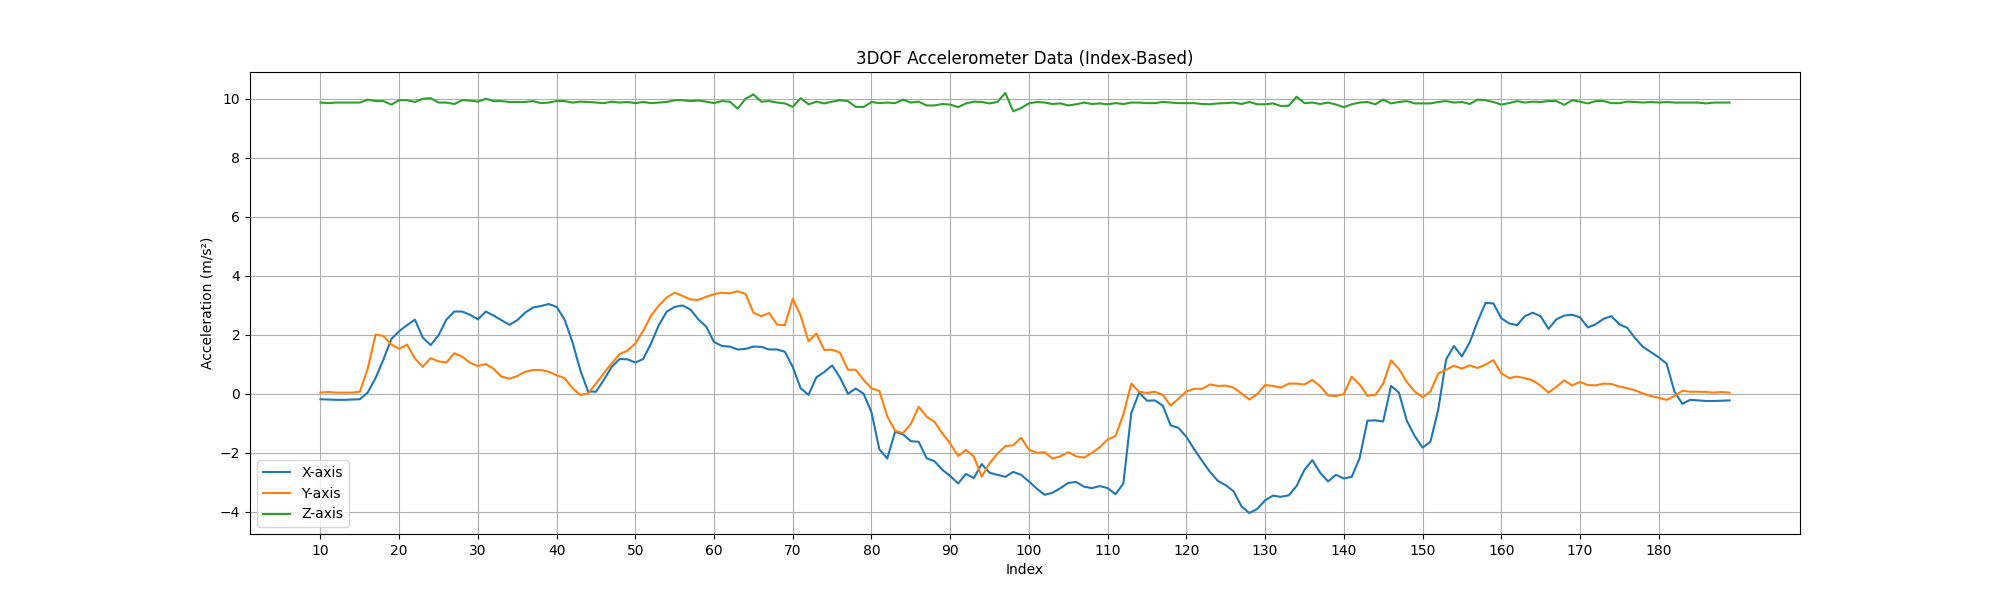 3DOF Accelerometer Data (Index-Based)
Acceleration (m/s²)
10
8
6
4
2
0
−2
−4
X-axis
Y-axis
Z-axis
10 20 30 40 50 60 70 80 90 100 110 120 130 140 150 160 170 180
Index